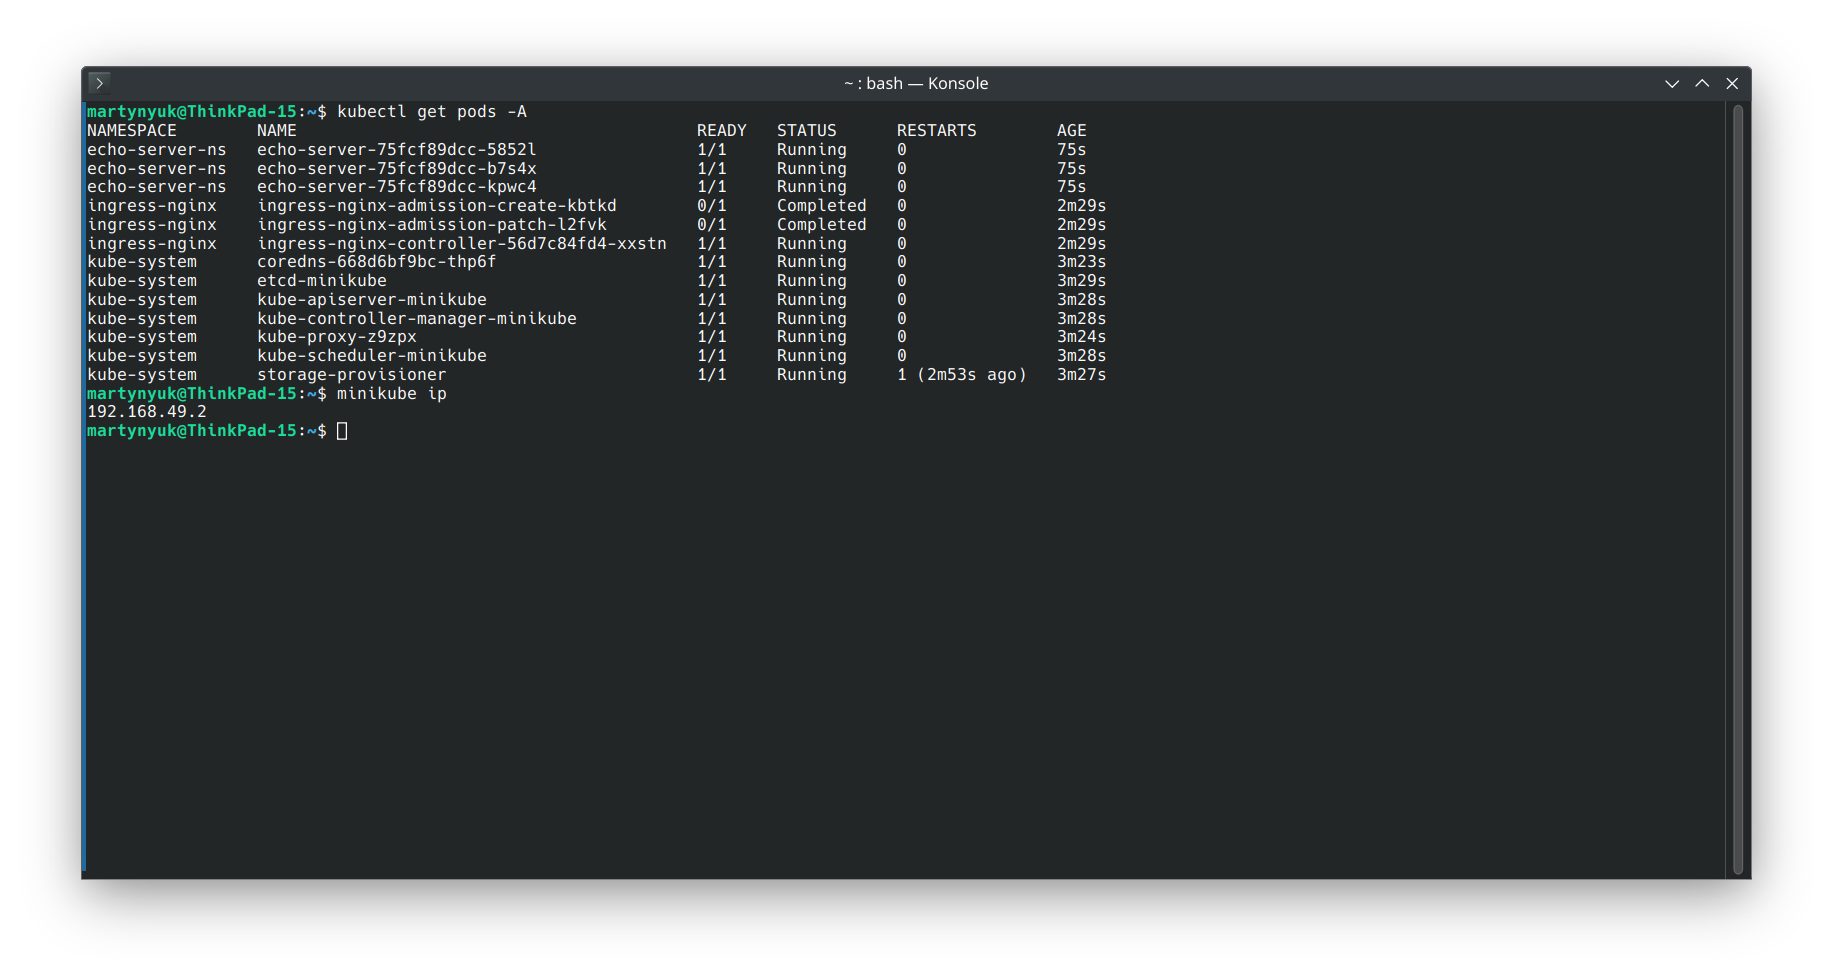 ~ : bash — Konsole
martynyuk@ThinkPad-15:~$ kubectl get pods -A
NAMESPACE NAME READY STATUS RESTARTS AGE
echo-server-ns echo-server-75fcf89dcc-5852l 1/1 Running 0 75s
echo-server-ns echo-server-75fcf89dcc-b7s4x 1/1 Running 0 75s
echo-server-ns echo-server-75fcf89dcc-kpwc4 1/1 Running 0 75s
ingress-nginx ingress-nginx-admission-create-kbtkd 0/1 Completed 0 2m29s
ingress-nginx ingress-nginx-admission-patch-l2fvk 0/1 Completed 0 2m29s
ingress-nginx ingress-nginx-controller-56d7c84fd4-xxstn 1/1 Running 0 2m29s
kube-system coredns-668d6bf9bc-thp6f 1/1 Running 0 3m23s
kube-system etcd-minikube 1/1 Running 0 3m29s
kube-system kube-apiserver-minikube 1/1 Running 0 3m28s
kube-system kube-controller-manager-minikube 1/1 Running 0 3m28s
kube-system kube-proxy-z9zpx 1/1 Running 0 3m24s
kube-system kube-scheduler-minikube 1/1 Running 0 3m28s
kube-system storage-provisioner 1/1 Running 1 (2m53s ago) 3m27s
martynyuk@ThinkPad-15:~$ minikube ip
192.168.49.2
martynyuk@ThinkPad-15:~$